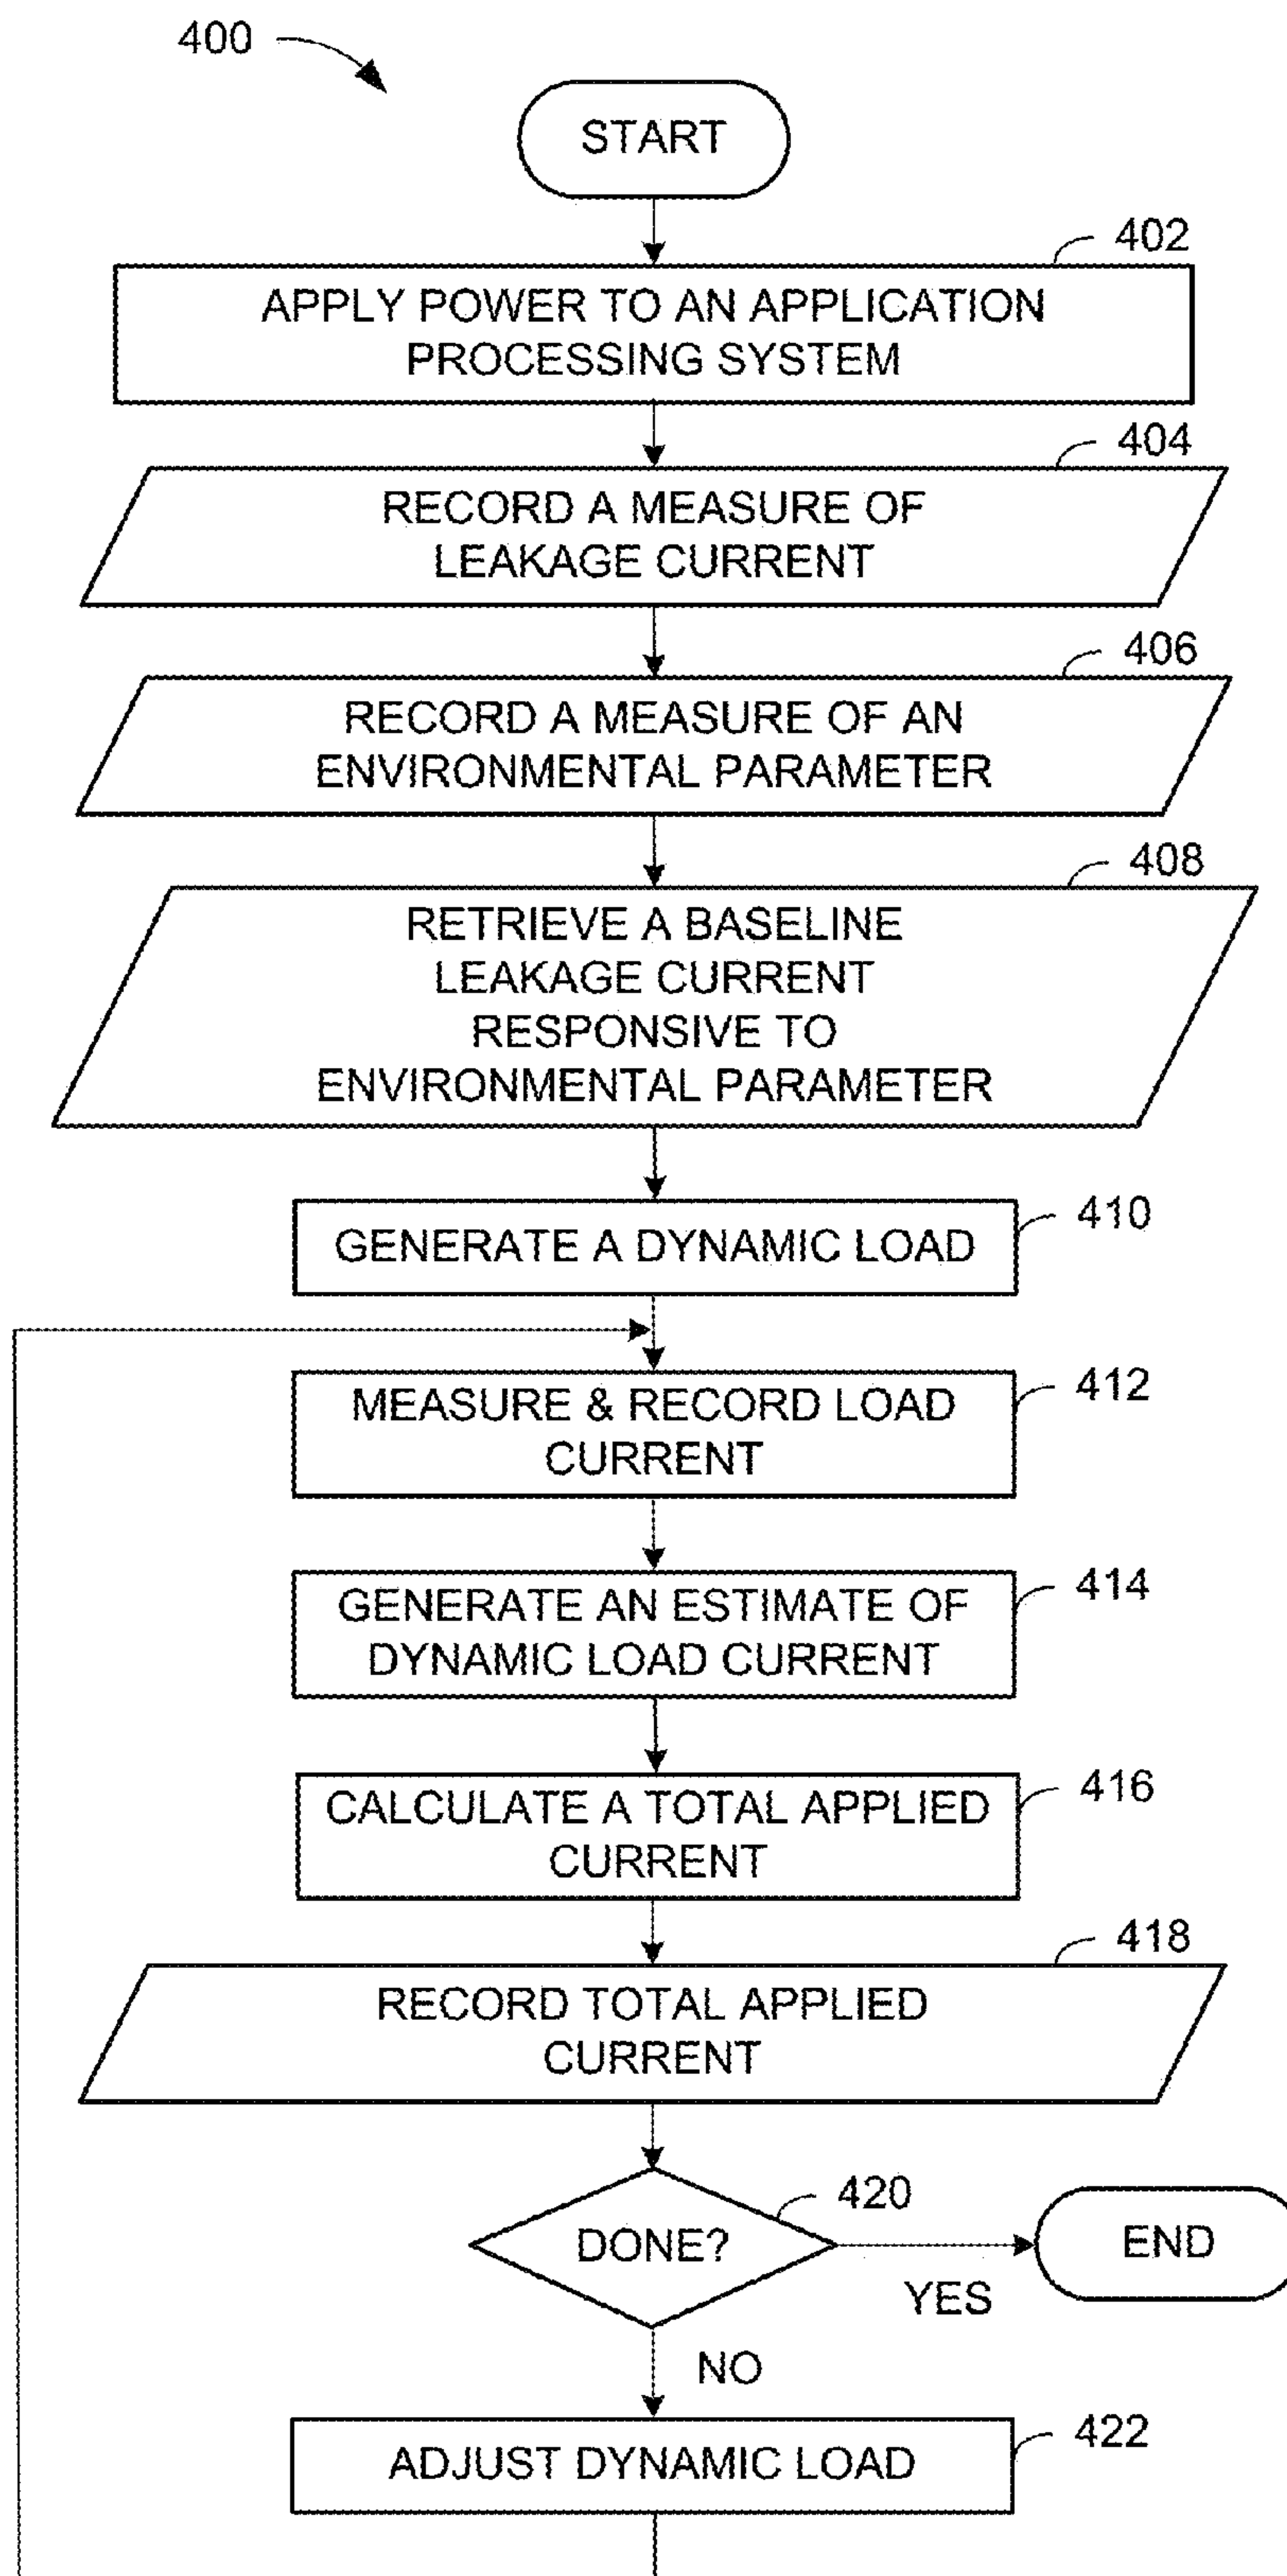 400
START
402
APPLY POWER TO AN APPLICATION
PROCESSING SYSTEM
404
RECORD A MEASURE OF
LEAKAGE CURRENT
406
RECORD A MEASURE OF AN
ENVIRONMENTAL PARAMETER
408
RETRIEVE A BASELINE
LEAKAGE CURRENT
RESPONSIVE TO
ENVIRONMENTAL PARAMETER
410
GENERATE A DYNAMIC LOAD
412
MEASURE & RECORD LOAD
CURRENT
414
GENERATE AN ESTIMATE OF
DYNAMIC LOAD CURRENT
416
CALCULATE A TOTAL APPLIED
CURRENT
418
RECORD TOTAL APPLIED
CURRENT
420
DONE?
END
YES
NO
422
ADJUST DYNAMIC LOAD